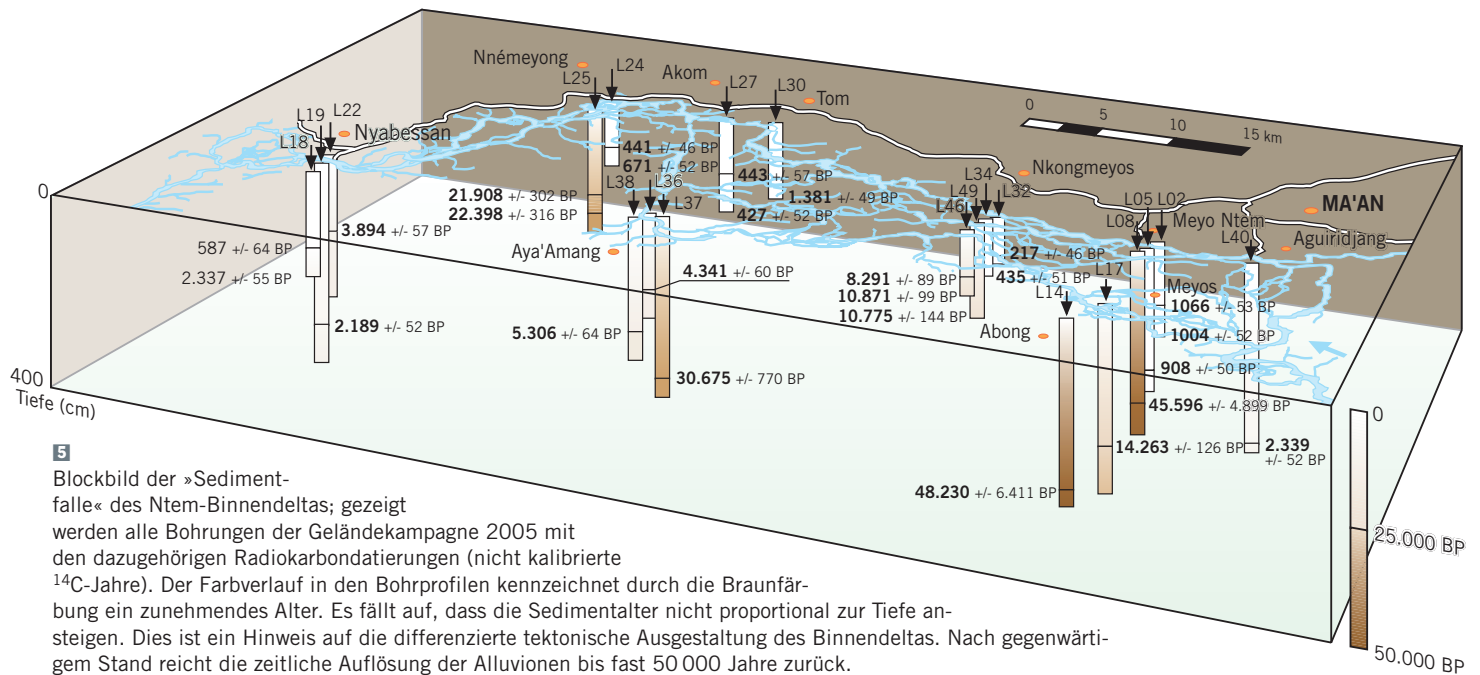 Nnémeyong
L25
L24
Akom
L27
L30
Tom
0
5
10
15 km
L19
L22
L18
Nyabessan
441 +/- 46 BP
671 +/- 52 BP
443 +/- 57 BP
1.381 +/- 49 BP
427 +/- 52 BP
Nkongmeyos
L34
L49
L32
L46
L38
L36
L37
21.908 +/- 302 BP
22.398 +/- 316 BP
L05
L02
L08
Meyo Ntem
MA'AN
L40
Aguiridjang
0
3.894 +/- 57 BP
587 +/- 64 BP
2.337 +/- 55 BP
2.189 +/- 52 BP
Aya'Amang
4.341 +/- 60 BP
5.306 +/- 64 BP
30.675 +/- 770 BP
217 +/- 46 BP
435 +/- 51 BP
8.291 +/- 89 BP
10.871 +/- 99 BP
10.775 +/- 144 BP
L17
L14
Meyos
Abong
1066 +/- 53 BP
1004 +/- 52 BP
908 +/- 50 BP
45.596 +/- 4.899 BP
14.263 +/- 126 BP
2.339
+/- 52 BP
48.230 +/- 6.411 BP
400
Tiefe (cm)
0
25.000 BP
50.000 BP
5
Blockbild der »Sediment-
falle« des Ntem-Binnendeltas; gezeigt
werden alle Bohrungen der Geländekampagne 2005 mit
den dazugehörigen Radiokarbondatierungen (nicht kalibrierte
¹⁴C-Jahre). Der Farbverlauf in den Bohrprofilen kennzeichnet durch die Braunfär-
bung ein zunehmendes Alter. Es fällt auf, dass die Sedimentalter nicht proportional zur Tiefe an-
steigen. Dies ist ein Hinweis auf die differenzierte tektonische Ausgestaltung des Binnendeltas. Nach gegenwärti-
gem Stand reicht die zeitliche Auflösung der Alluvionen bis fast 50 000 Jahre zurück.